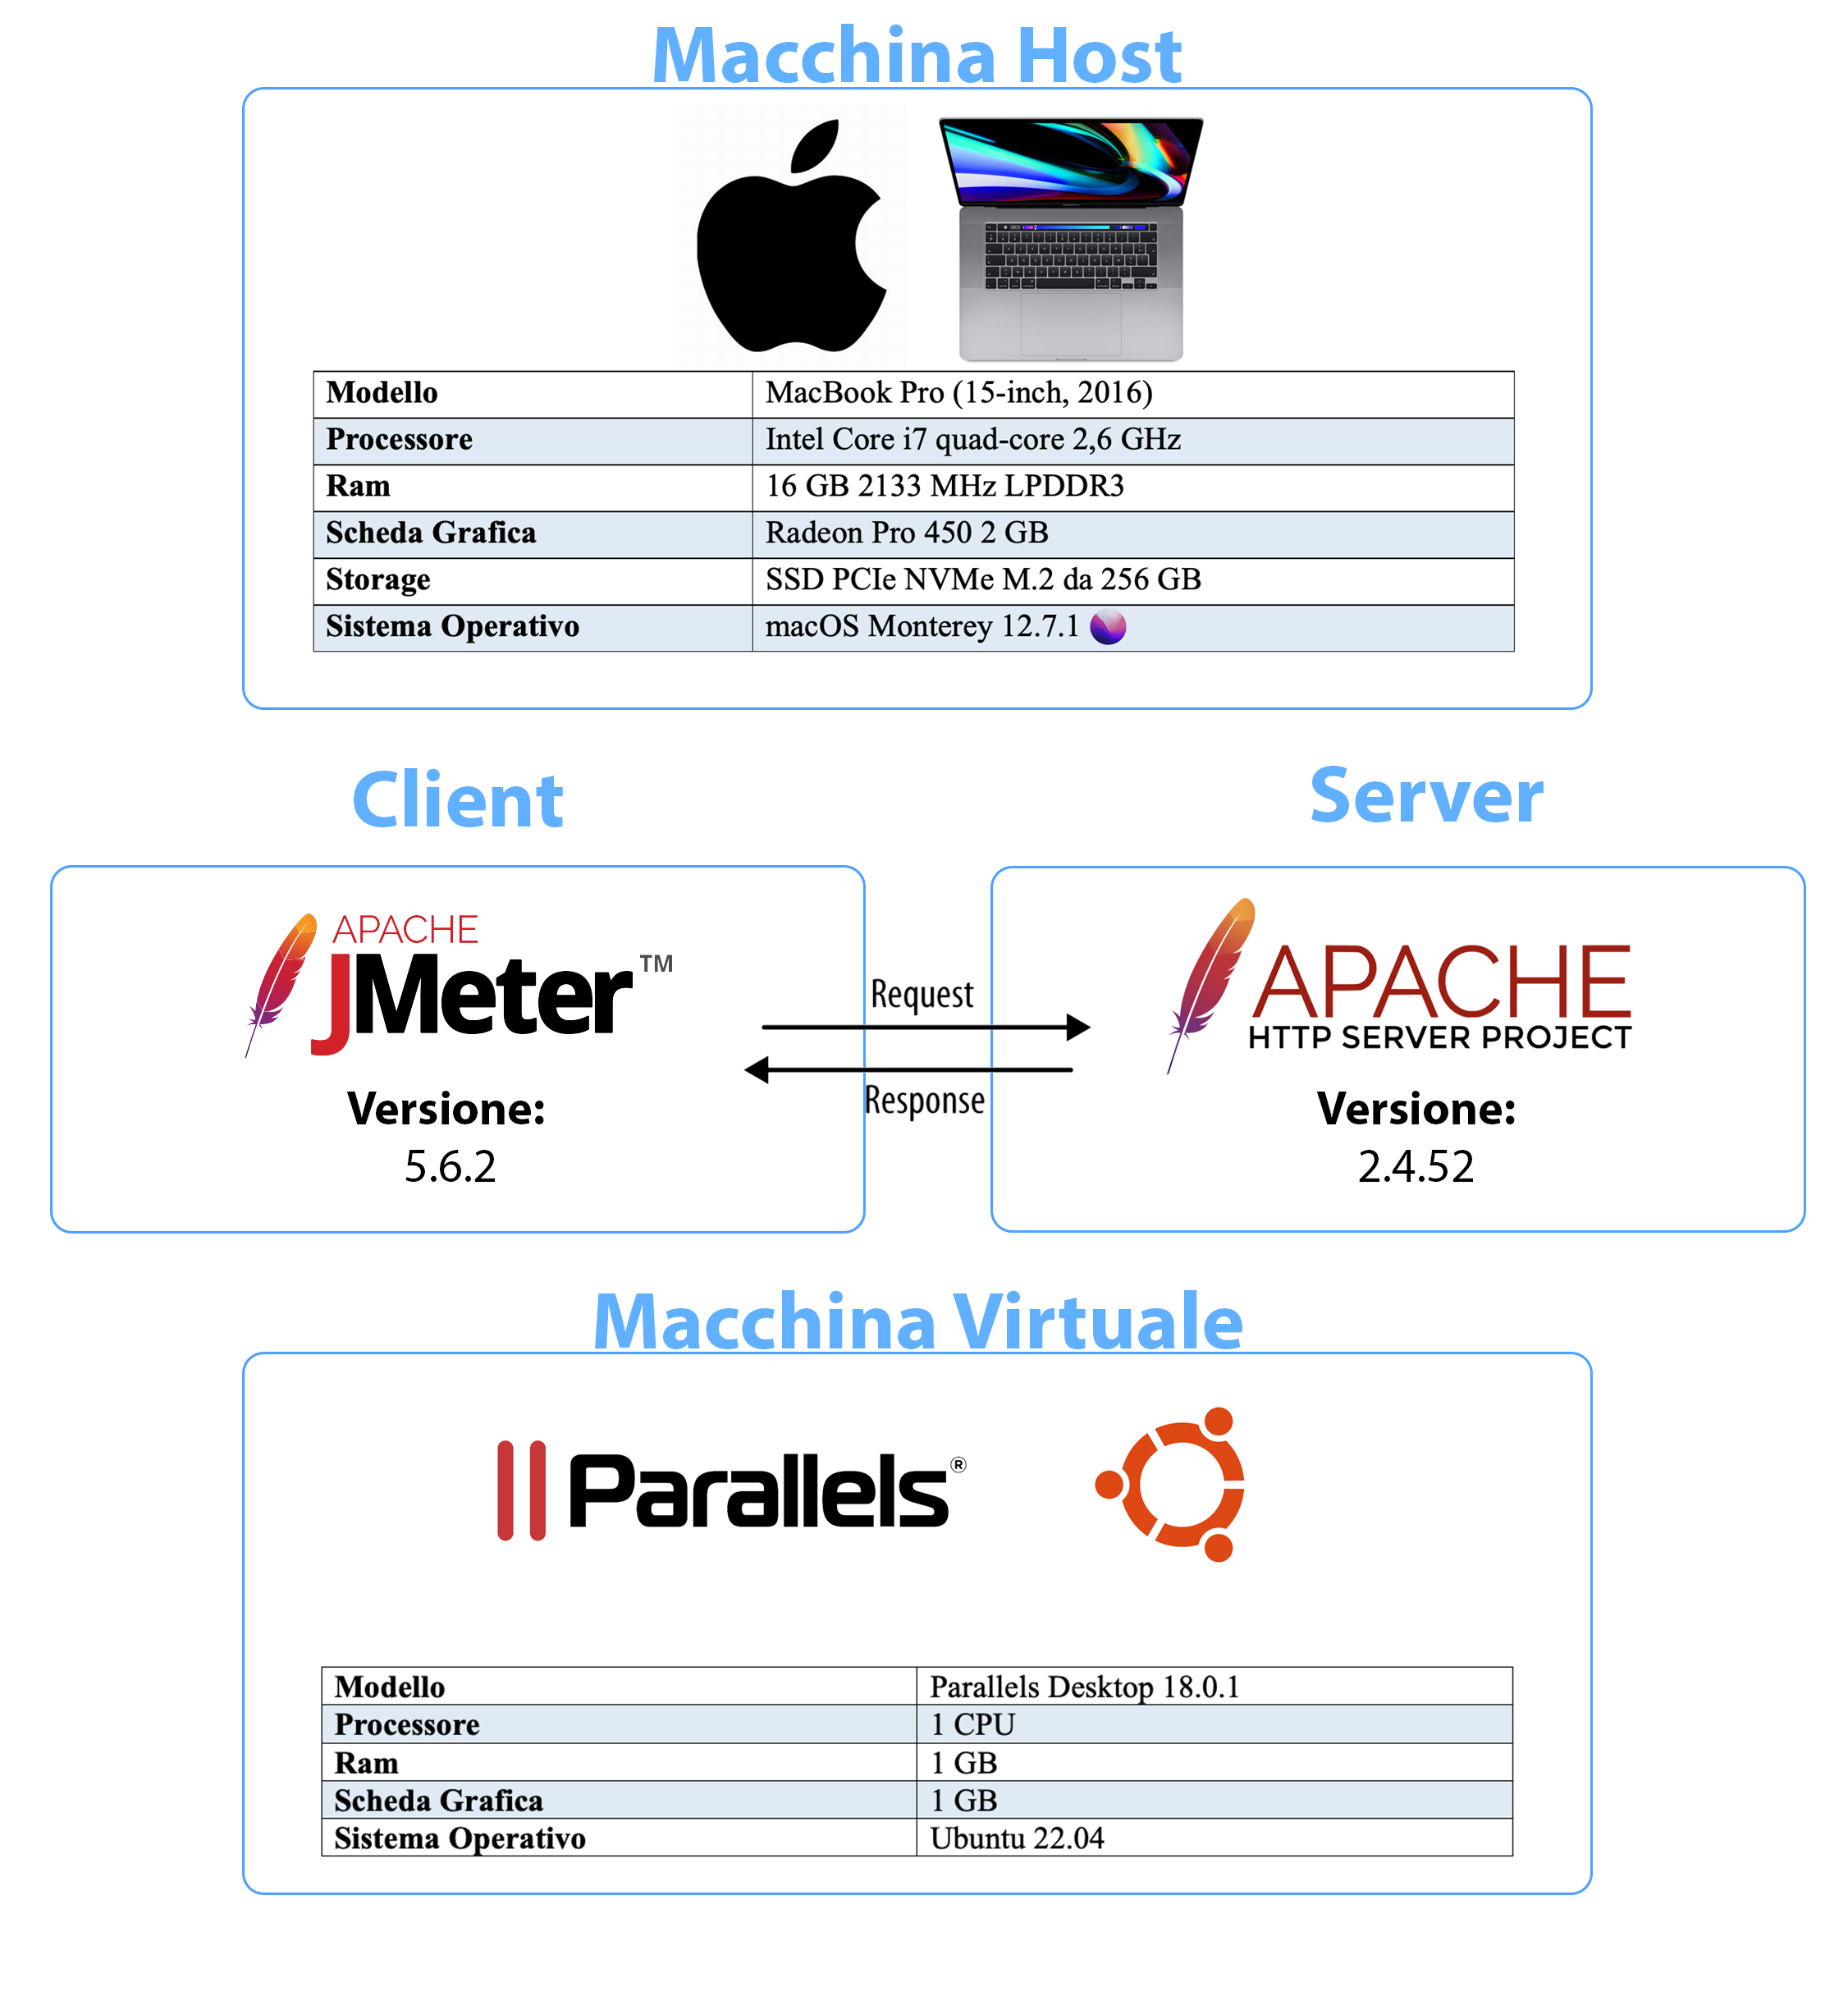 Macchina Host
Modello MacBook Pro (15-inch, 2016)
Processore Intel Core i7 quad-core 2,6 GHz
Ram 16 GB 2133 MHz LPDDR3
Scheda Grafica Radeon Pro 450 2 GB
Storage SSD PCIe NVMe M.2 da 256 GB
Sistema Operativo macOS Monterey 12.7.1
Client
Server
APACHE
JMeter™
Versione:
5.6.2
Request
Response
APACHE
HTTP SERVER PROJECT
Versione:
2.4.52
Macchina Virtuale
Parallels®
Modello Parallels Desktop 18.0.1
Processore 1 CPU
Ram 1 GB
Scheda Grafica 1 GB
Sistema Operativo Ubuntu 22.04